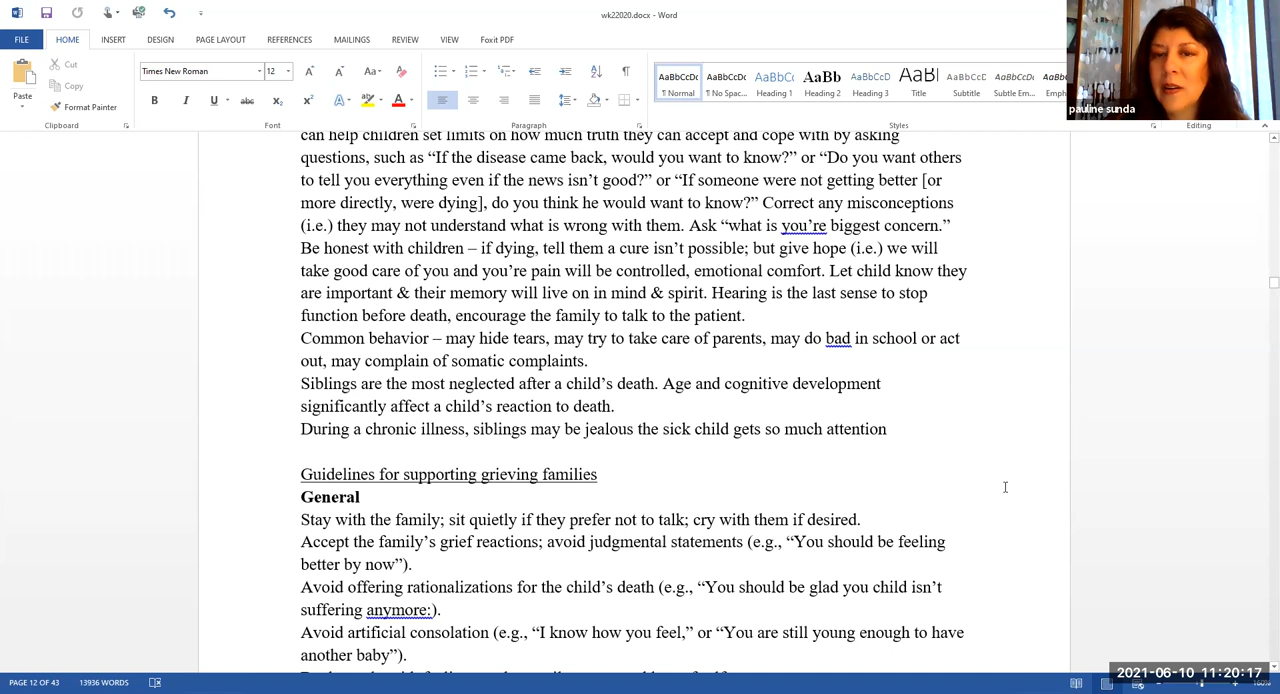 wk22020.docx - Word
FILE HOME INSERT DESIGN PAGE LAYOUT REFERENCES MAILINGS REVIEW VIEW Foxit PDF
Paste
Cut
Copy
Format Painter
Clipboard
Times New Roman 12
Aa
B I U abc X₂ X²
Font
Paragraph
AaBbCcDc AaBbCcDc AaBbCc AaBb AaBbCcD AaB AaBbCcD AaBbCcDc AaBbCcDc
¶ Normal ¶ No Spac... Heading 1 Heading 2 Heading 3 Title Subtitle Subtle Em... Emph
Styles
Editing
pauline sunda
can help children set limits on how much truth they can accept and cope with by asking
questions, such as “If the disease came back, would you want to know?” or “Do you want others
to tell you everything even if the news isn’t good?” or “If someone were not getting better [or
more directly, were dying], do you think he would want to know?” Correct any misconceptions
(i.e.) they may not understand what is wrong with them. Ask “what is you’re biggest concern.”
Be honest with children – if dying, tell them a cure isn’t possible; but give hope (i.e.) we will
take good care of you and you’re pain will be controlled, emotional comfort. Let child know they
are important & their memory will live on in mind & spirit. Hearing is the last sense to stop
function before death, encourage the family to talk to the patient.
Common behavior – may hide tears, may try to take care of parents, may do bad in school or act
out, may complain of somatic complaints.
Siblings are the most neglected after a child’s death. Age and cognitive development
significantly affect a child’s reaction to death.
During a chronic illness, siblings may be jealous the sick child gets so much attention
Guidelines for supporting grieving families
General
Stay with the family; sit quietly if they prefer not to talk; cry with them if desired.
Accept the family’s grief reactions; avoid judgmental statements (e.g., “You should be feeling
better by now”).
Avoid offering rationalizations for the child’s death (e.g., “You should be glad you child isn’t
suffering anymore:).
Avoid artificial consolation (e.g., “I know how you feel,” or “You are still young enough to have
another baby”).
PAGE 12 OF 43 13936 WORDS
2021-06-10 11:20:17